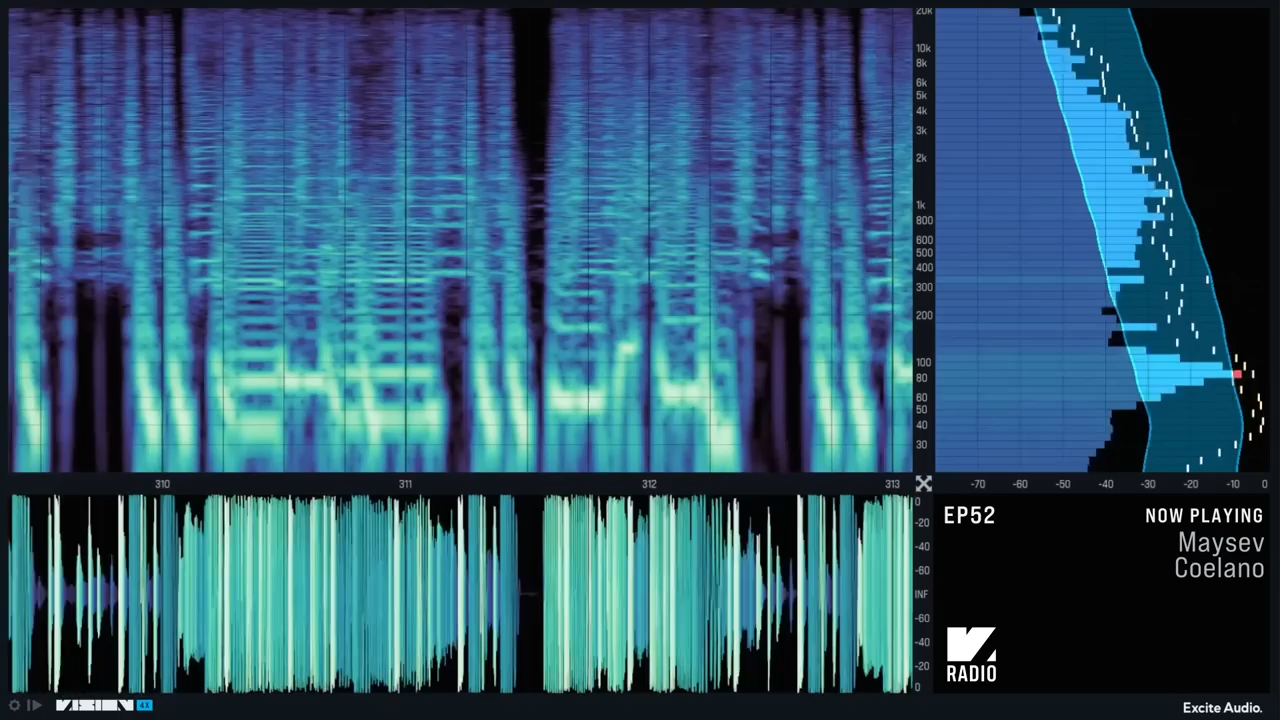 20k
10k
8k
6k
5k
4k
3k
2k
1k
800
600
500
400
300
200
100
80
60
50
40
30
310
311
312
313
-70
-60
-50
-40
-30
-20
-10
0
0
-20
-40
-60
INF
-60
-40
-20
0
EP52
NOW PLAYING
Maysev
Coelano
RADIO
VISION 4X
Excite Audio.